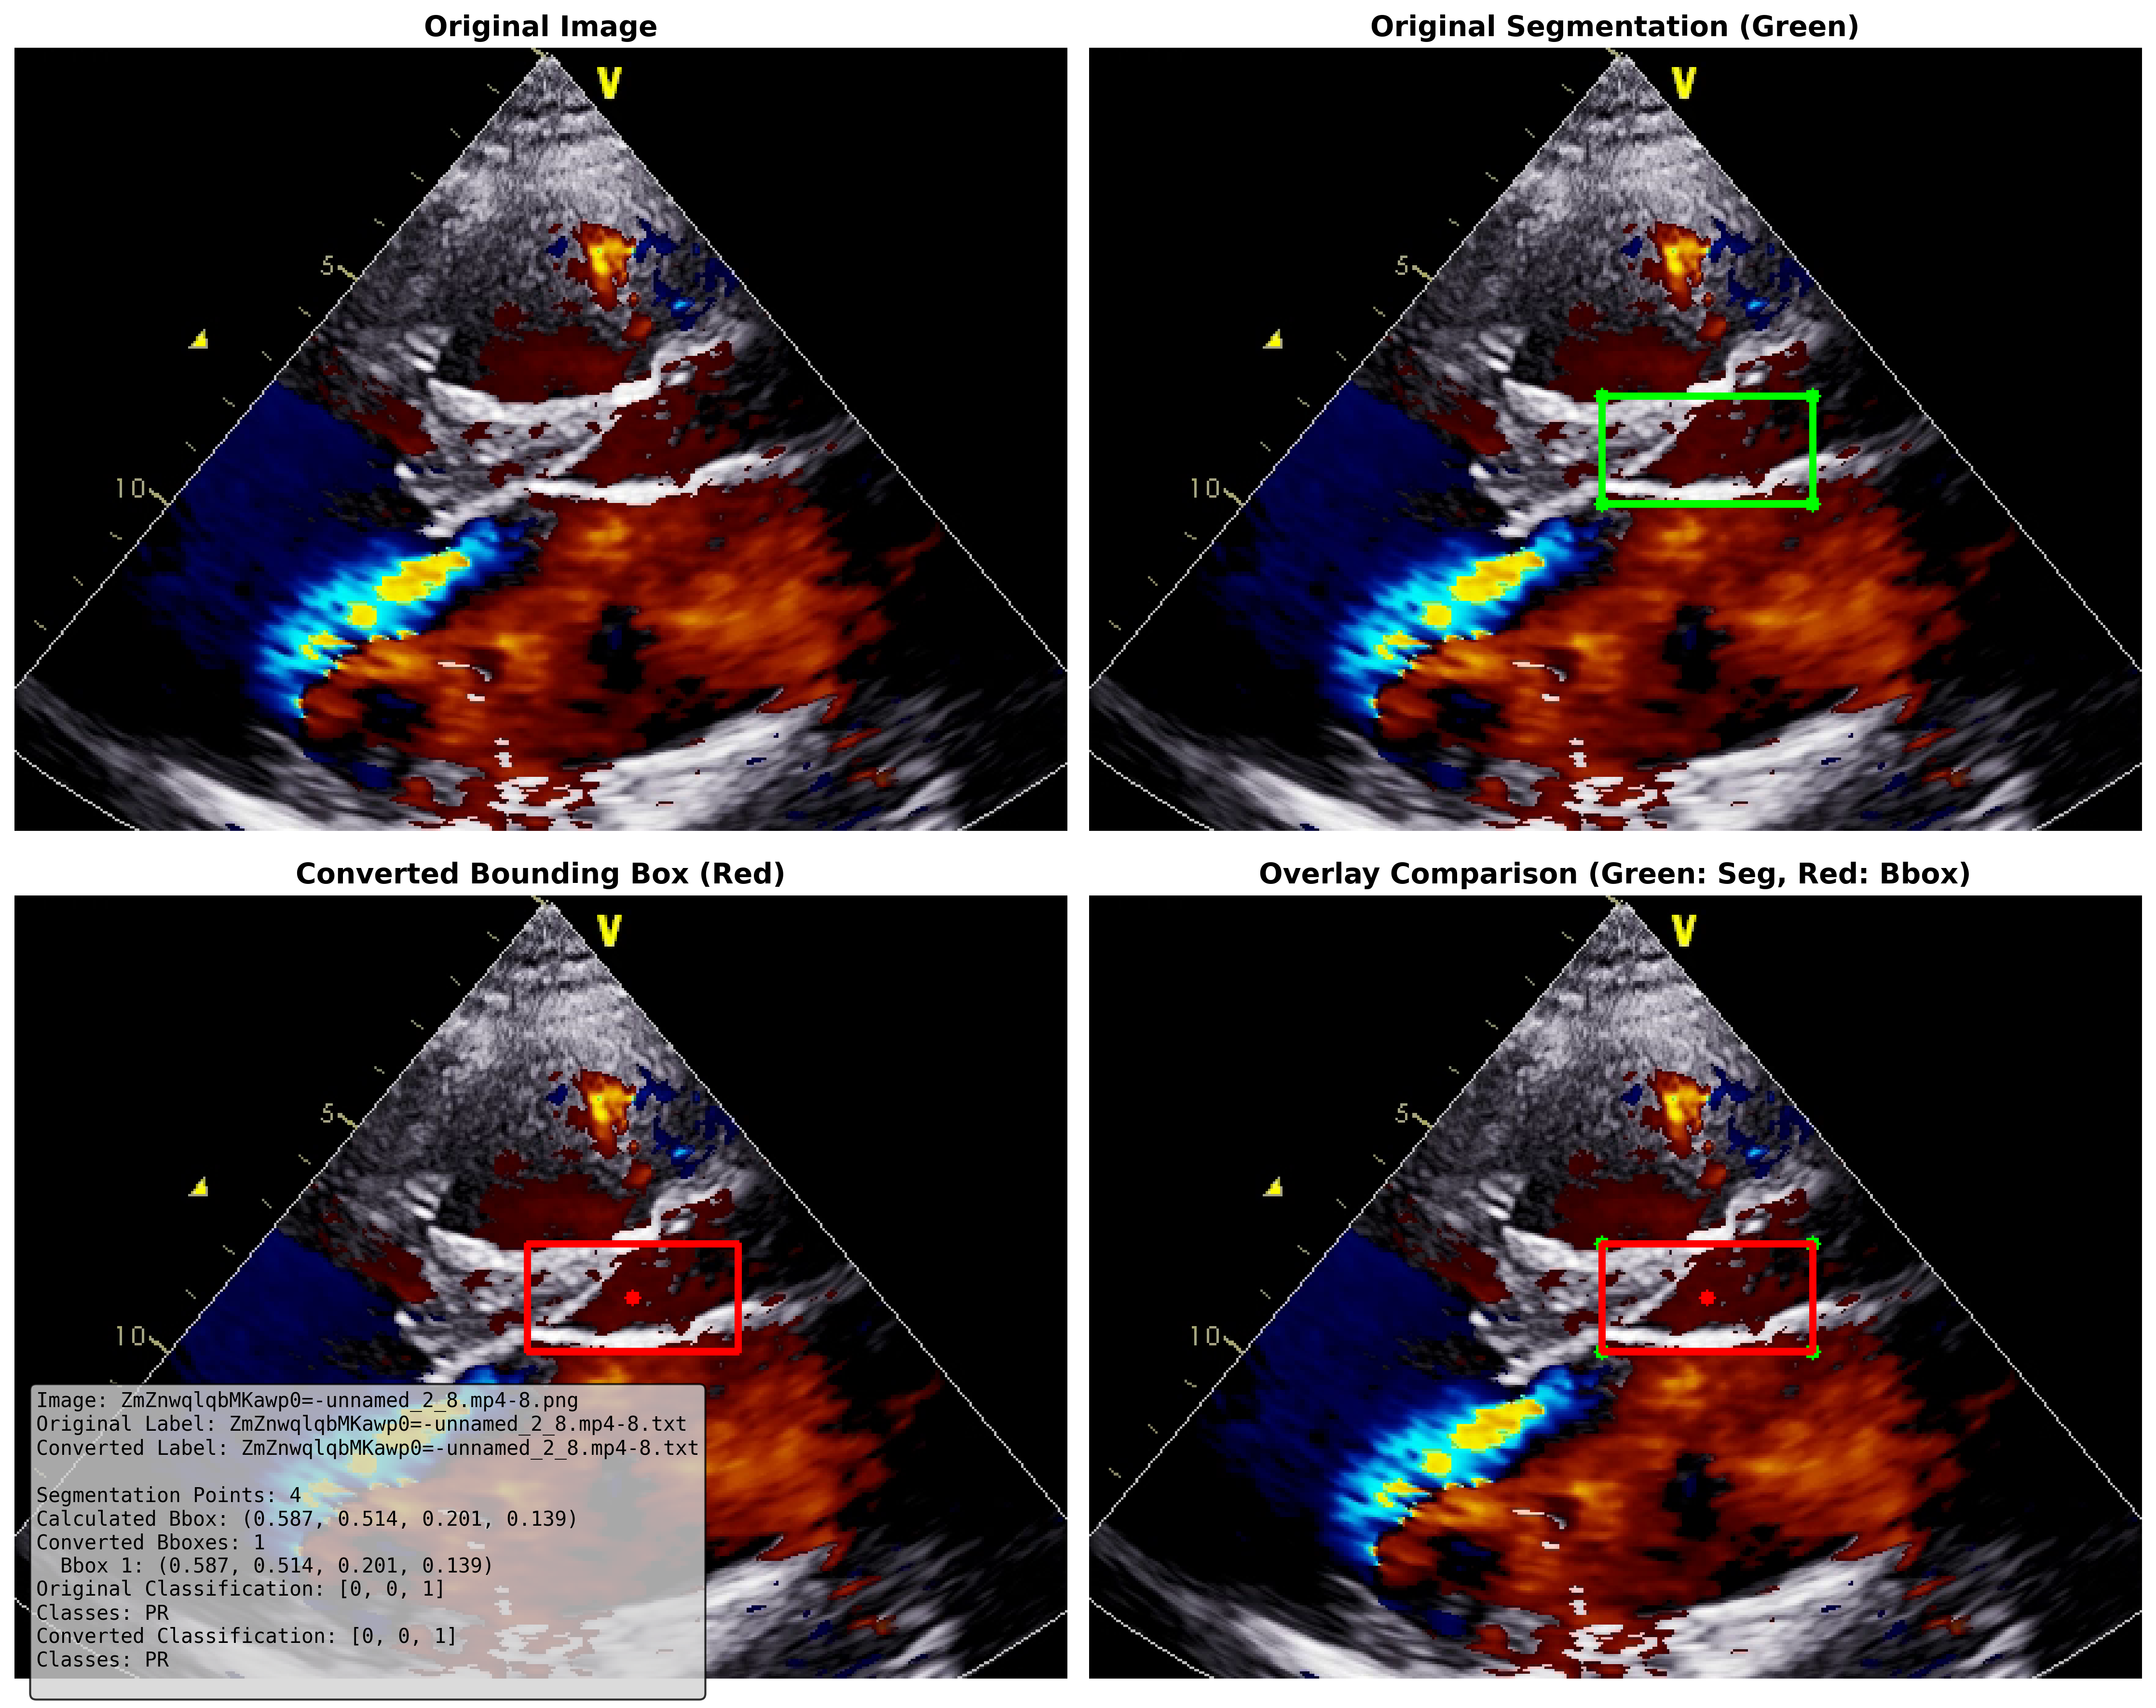 Original Image
Original Segmentation (Green)
V
5
10
V
5
10
Converted Bounding Box (Red)
Overlay Comparison (Green: Seg, Red: Bbox)
V
5
10
V
5
10
Image: ZmZnwqlqbMKawp0=-unnamed_2_8.mp4-8.png
Original Label: ZmZnwqlqbMKawp0=-unnamed_2_8.mp4-8.txt
Converted Label: ZmZnwqlqbMKawp0=-unnamed_2_8.mp4-8.txt
Segmentation Points: 4
Calculated Bbox: (0.587, 0.514, 0.201, 0.139)
Converted Bboxes: 1
Bbox 1: (0.587, 0.514, 0.201, 0.139)
Original Classification: [0, 0, 1]
Classes: PR
Converted Classification: [0, 0, 1]
Classes: PR